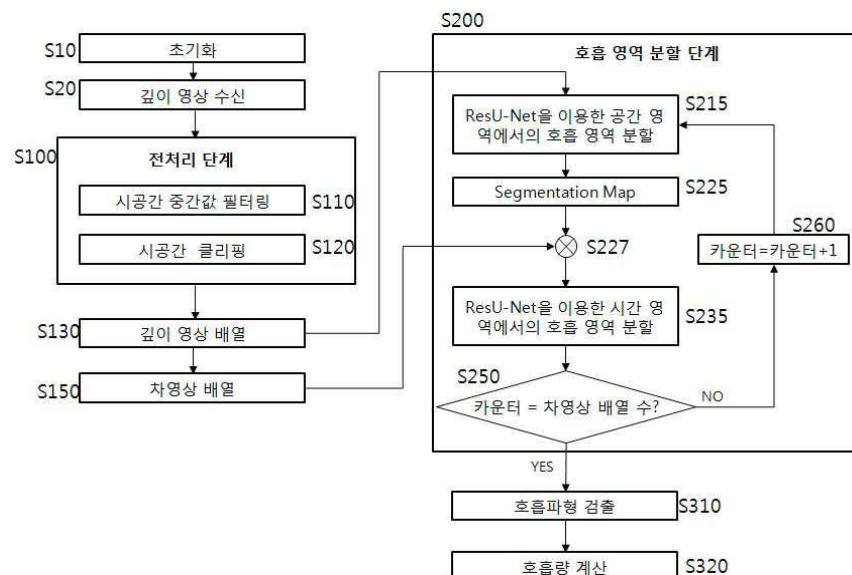 S10
초기화
S20
깊이 영상 수신
S100
전처리 단계
시공간 중간값 필터링
S110
시공간 클리핑
S120
S130
깊이 영상 배열
S150
차영상 배열
S200
호흡 영역 분할 단계
S215
ResU-Net을 이용한 공간 영
역에서의 호흡 영역 분할
Segmentation Map
S225
S227
S260
카운터=카운터+1
ResU-Net을 이용한 시간 영
역에서의 호흡 영역 분할
S235
S250
카운터 = 차영상 배열 수?
NO
YES
호흡파형 검출
S310
호흡량 계산
S320